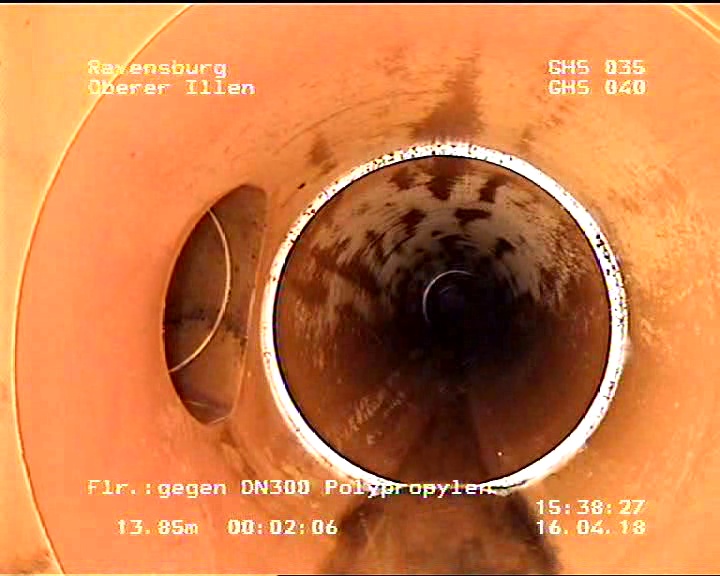 Ravensburg
Oberer Illen
GHS 035
GHS 040
Flr.:gegen DN300 Polypropylen
15:38:27
13.85m 00:02:06
16.04.18